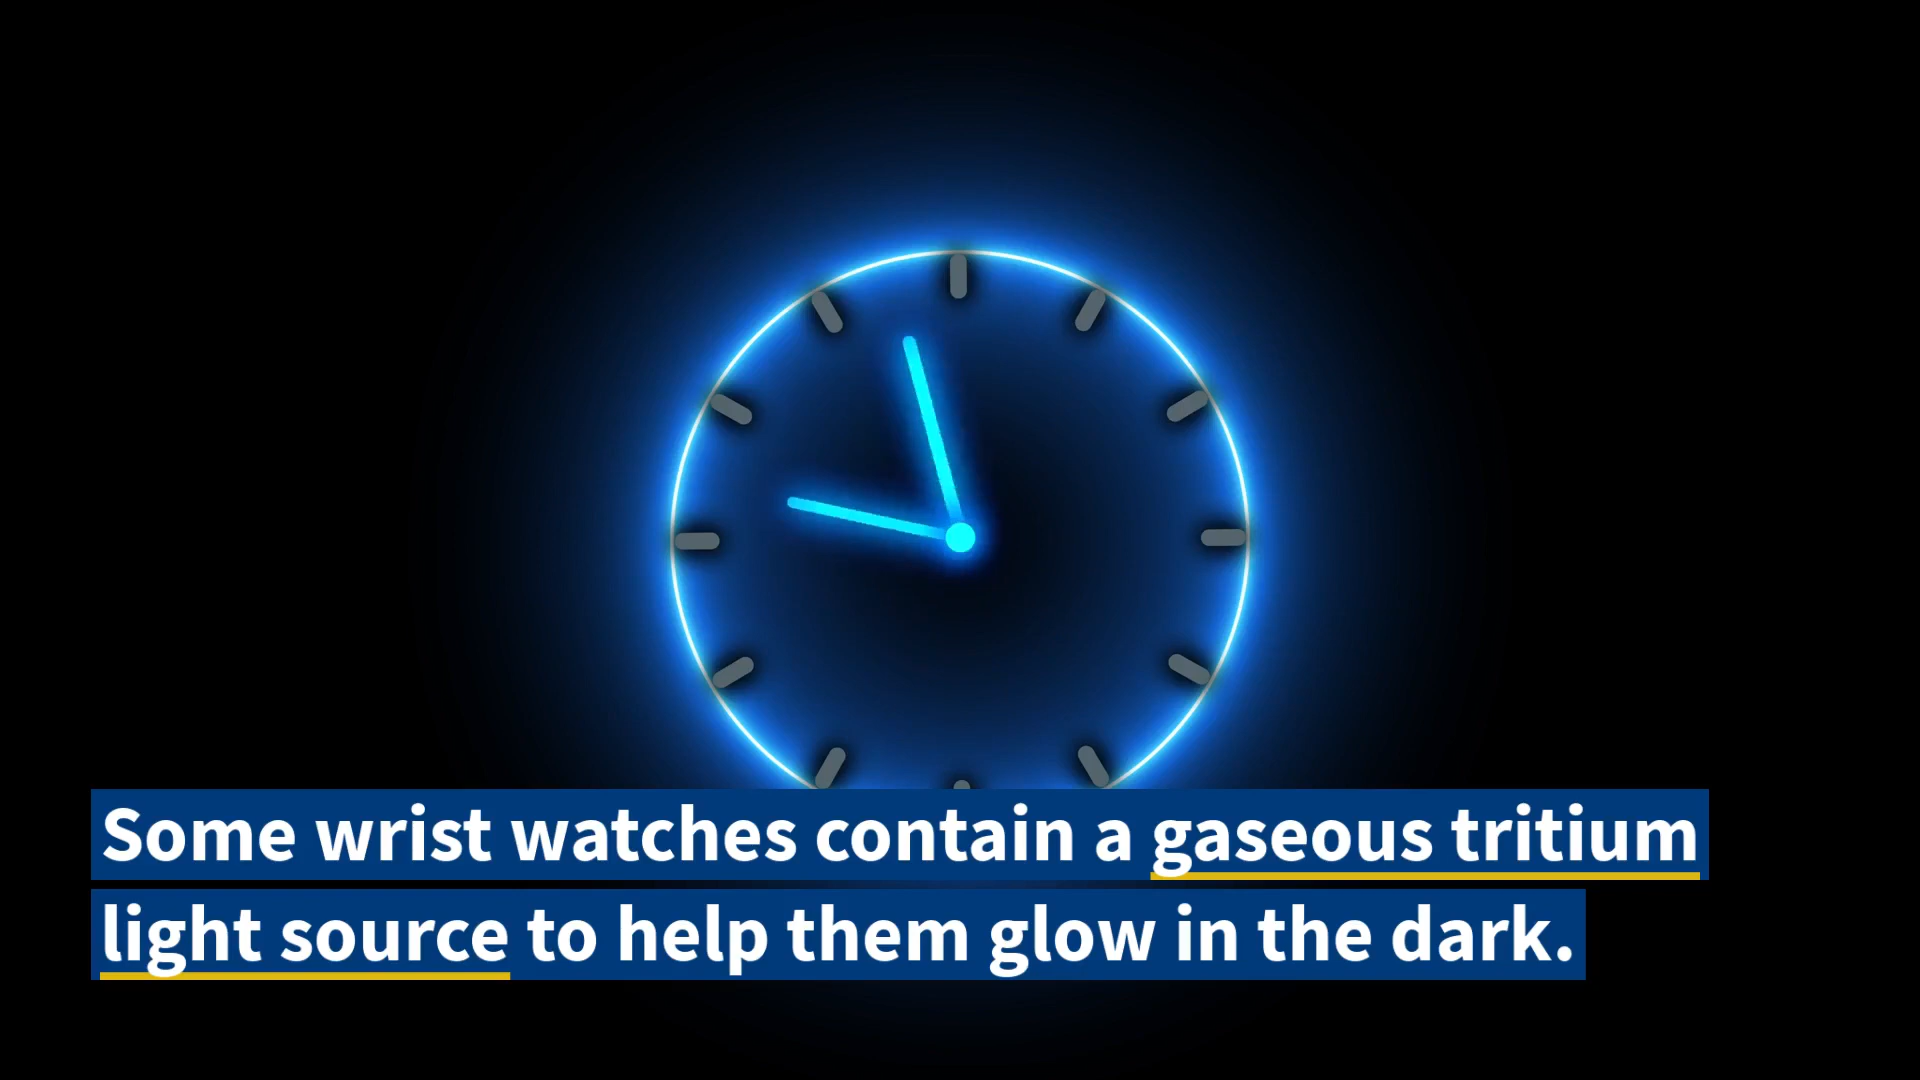 Some wrist watches contain a gaseous tritium
light source to help them glow in the dark.